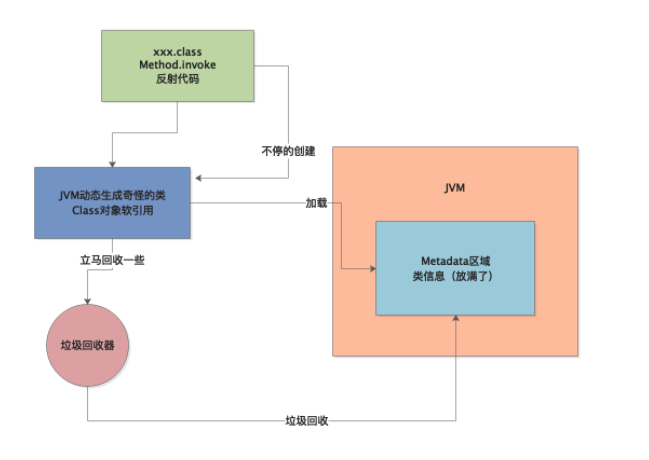 xxx.class
Method.invoke
反射代码
不停的创建
JVM动态生成奇怪的类
Class对象软引用
加载
JVM
Metadata区域
类信息（放满了）
立马回收一些
垃圾回收器
垃圾回收